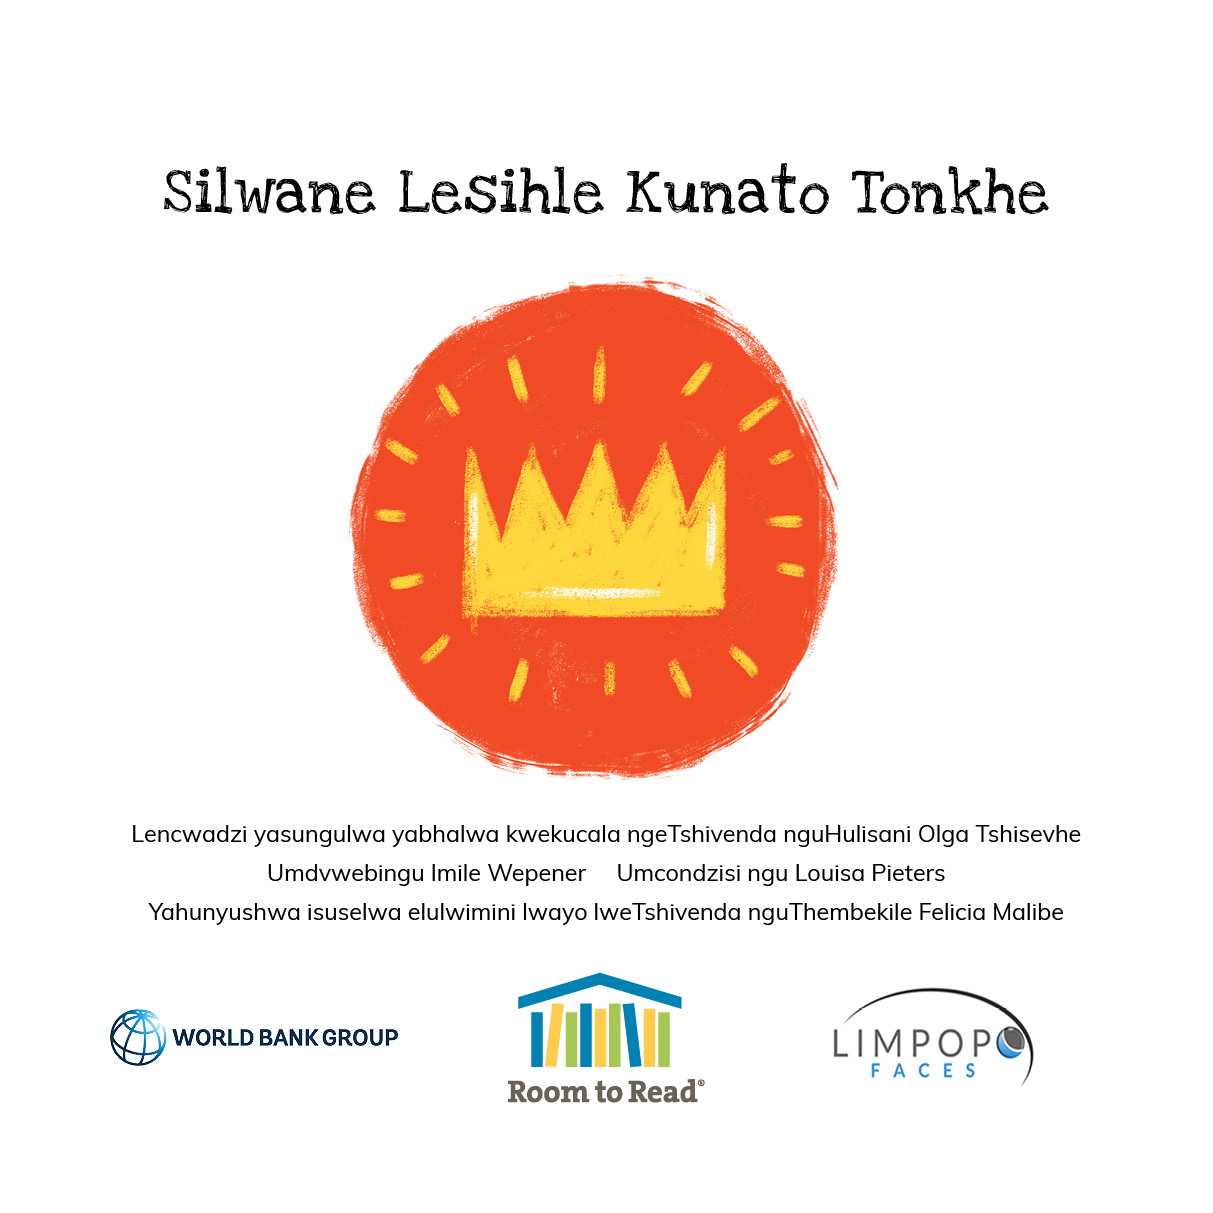 Silwane Lesihle Kunato Tonkhe
Lencwadzi yasungulwa yabhalwa kwekucala ngeTshivenda nguHulisani Olga Tshisevhe
Umdvwebingu Imile Wepener Umcondzisi ngu Louisa Pieters
Yahunyushwa isuselwa elulwimini lwayo lweTshivenda nguThembekile Felicia Malibe
WORLD BANK GROUP
Room to Read®
LIMPOPO
FACES